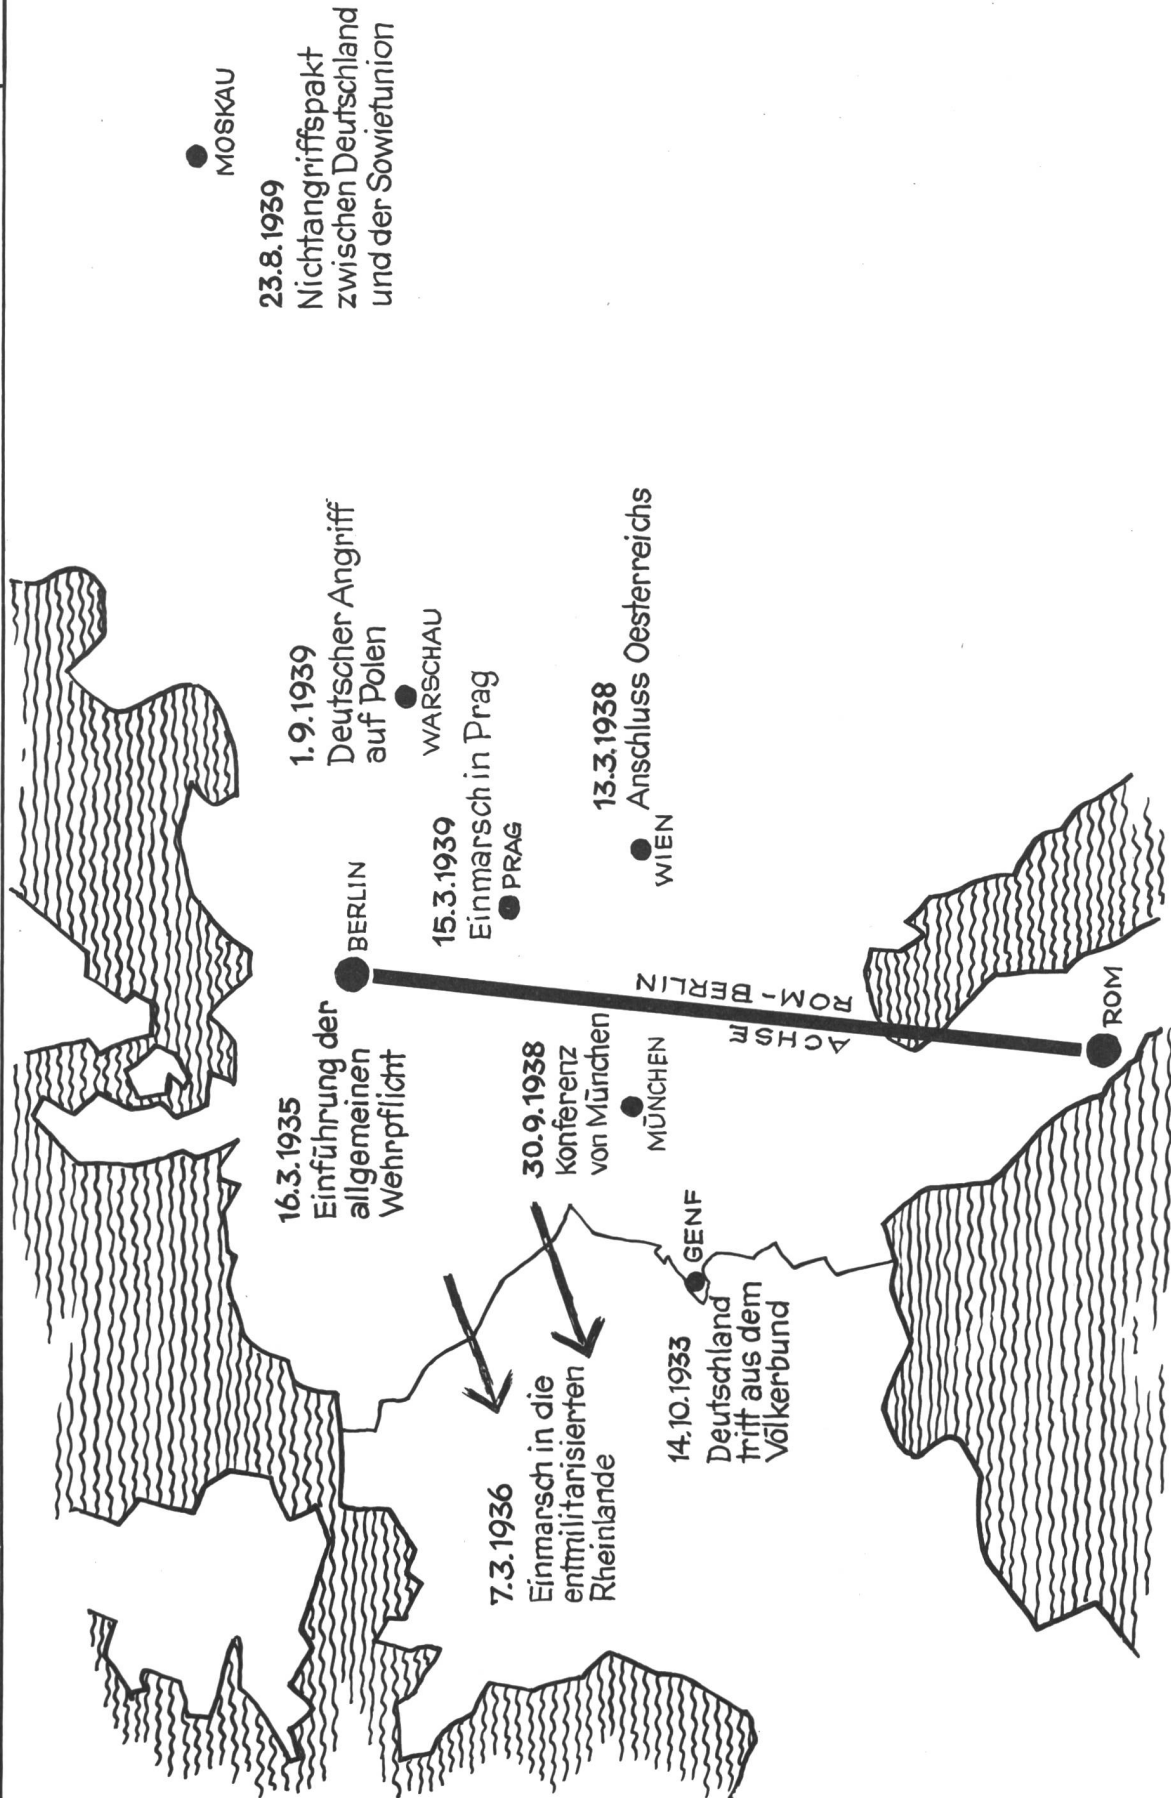 MOSKAU
23.8.1939
Nichtangriffspakt
zwischen Deutschland
und der Sowietunion
1.9.1939
Deutscher Angriff
auf Polen
WARSCHAU
BERLIN
15.3.1939
Einmarsch in Prag
PRAG
13.3.1938
Anschluss Oesterreichs
WIEN
16.3.1935
Einführung der
allgemeinen
Wehrpflicht
30.9.1938
Konferenz
von München
MÜNCHEN
ACHSE
ROM-BERLIN
ROM
7.3.1936
Einmarsch in die
entmilitarisierten
Rheinlande
GENF
14.10.1933
Deutschland
tritt aus dem
Völkerbund